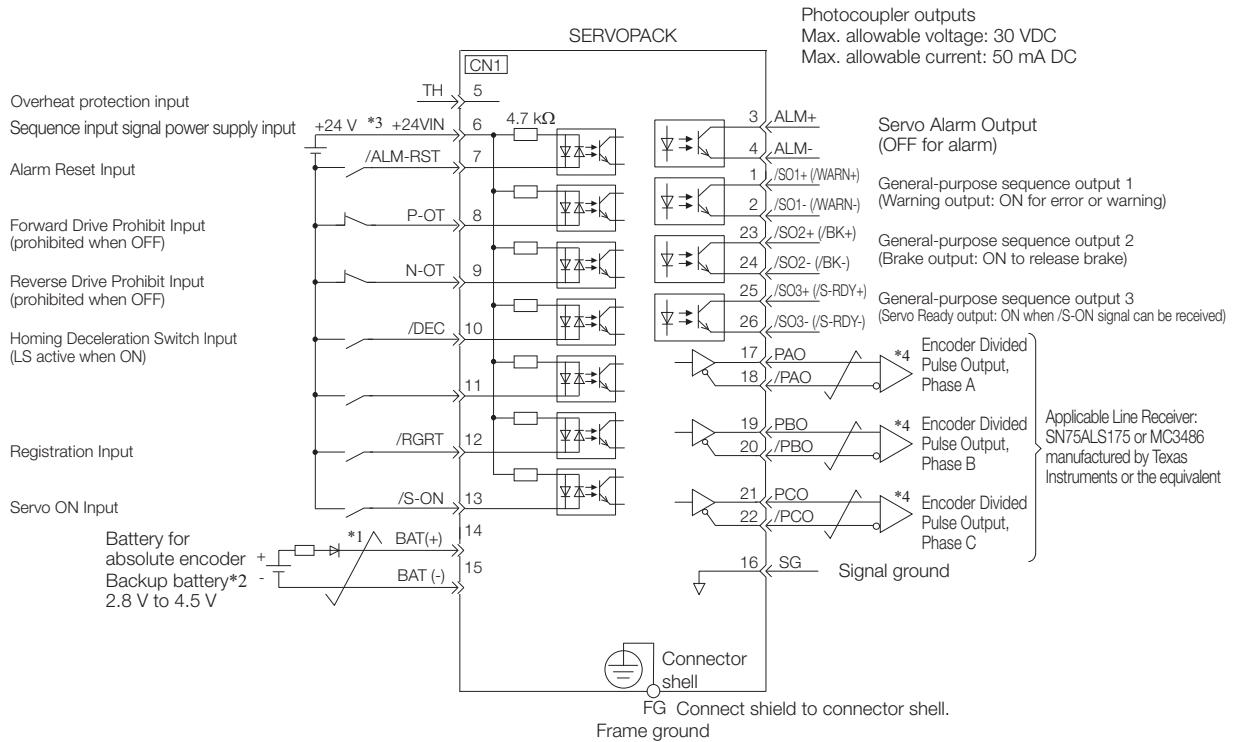 Photocoupler outputs
Max. allowable voltage: 30 VDC
Max. allowable current: 50 mA DC
SERVOPACK
CN1
TH 5
Overheat protection input
Sequence input signal power supply input
+24 V *3 +24VIN 6
4.7 kΩ
Alarm Reset Input
/ALM-RST 7
Forward Drive Prohibit Input
(prohibited when OFF)
P-OT 8
Reverse Drive Prohibit Input
(prohibited when OFF)
N-OT 9
Homing Deceleration Switch Input
(LS active when ON)
/DEC 10
11
Registration Input
/RGRT 12
Servo ON Input
/S-ON 13
Battery for
absolute encoder
Backup battery*2
2.8 V to 4.5 V
+
-
*1
BAT(+) 14
BAT (-) 15
3 ALM+
4 ALM-
Servo Alarm Output
(OFF for alarm)
1 /SO1+ (/WARN+)
2 /SO1- (/WARN-)
General-purpose sequence output 1
(Warning output: ON for error or warning)
23 /SO2+ (/BK+)
24 /SO2- (/BK-)
General-purpose sequence output 2
(Brake output: ON to release brake)
25 /SO3+ (/S-RDY+)
26 /SO3- (/S-RDY-)
General-purpose sequence output 3
(Servo Ready output: ON when /S-ON signal can be received)
17 PAO
18 /PAO
*4
Encoder Divided
Pulse Output,
Phase A
19 PBO
20 /PBO
*4
Encoder Divided
Pulse Output,
Phase B
21 PCO
22 /PCO
*4
Encoder Divided
Pulse Output,
Phase C
Applicable Line Receiver:
SN75ALS175 or MC3486
manufactured by Texas
Instruments or the equivalent
16 SG
Signal ground
Connector
shell
FG Connect shield to connector shell.
Frame ground